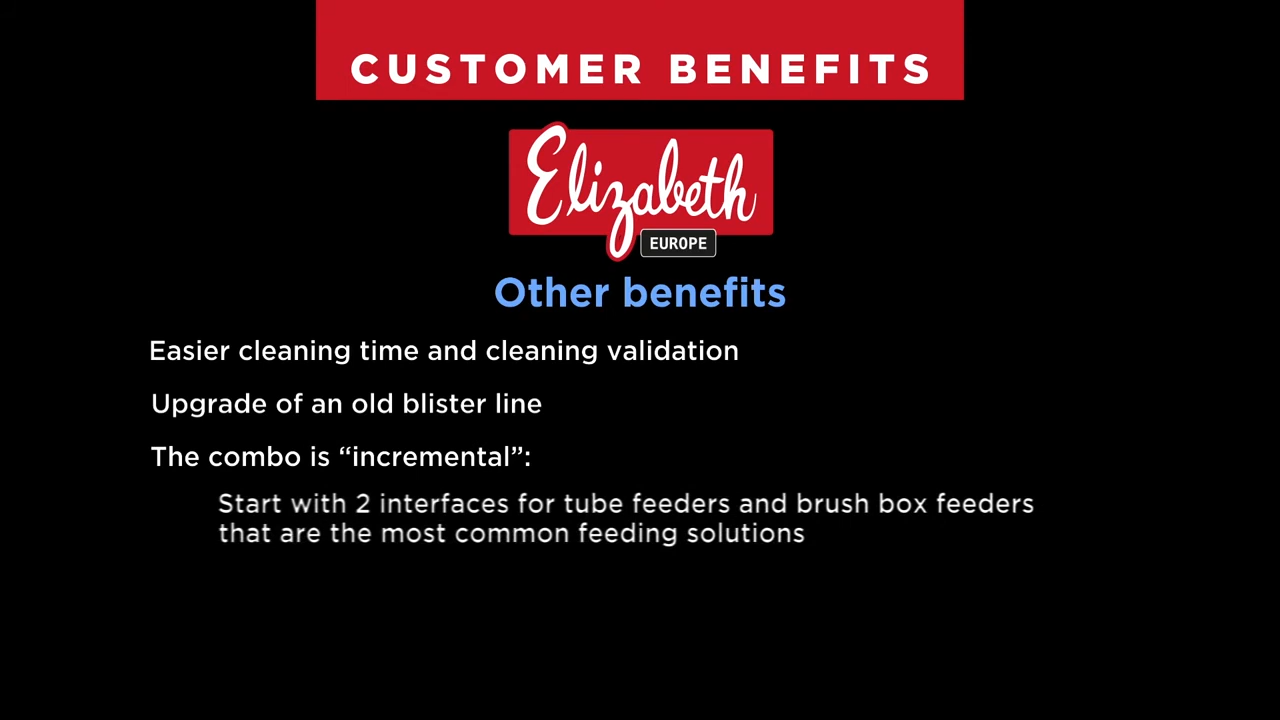 CUSTOMER BENEFITS
Elizabeth
EUROPE
Other benefits
Easier cleaning time and cleaning validation
Upgrade of an old blister line
The combo is “incremental”:
Start with 2 interfaces for tube feeders and brush box feeders
that are the most common feeding solutions